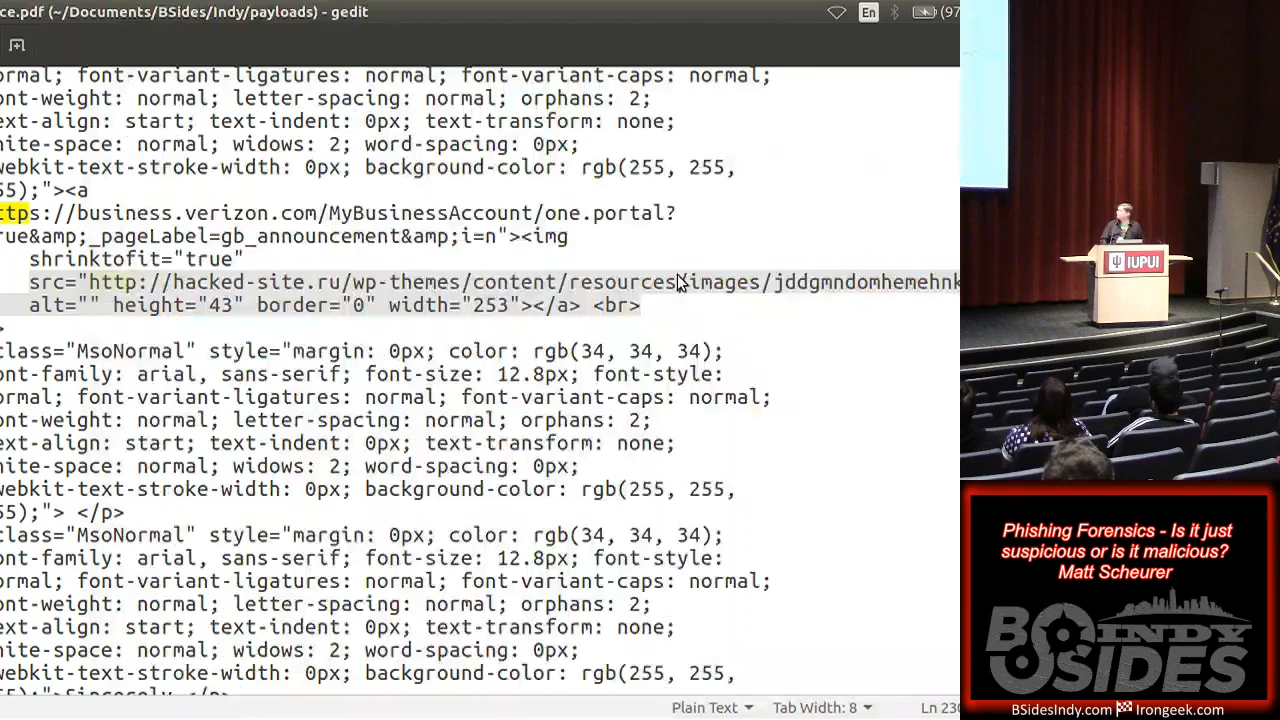 ce.pdf (~/Documents/BSides/Indy/payloads) - gedit
En
(97
ormal; font-variant-ligatures: normal; font-variant-caps: normal;
ont-weight: normal; letter-spacing: normal; orphans: 2;
ext-align: start; text-indent: 0px; text-transform: none;
hite-space: normal; widows: 2; word-spacing: 0px;
webkit-text-stroke-width: 0px; background-color: rgb(255, 255,
55);"><a
ttps://business.verizon.com/MyBusinessAccount/one.portal?
rue&amp;_pageLabel=gb_announcement&amp;i=n"><img
shrinktofit="true"
src="http://hacked-site.ru/wp-themes/content/resources/images/jddgmndomhemehnk
alt="" height="43" border="0" width="253"></a> <br>
>
class="MsoNormal" style="margin: 0px; color: rgb(34, 34, 34);
ont-family: arial, sans-serif; font-size: 12.8px; font-style:
ormal; font-variant-ligatures: normal; font-variant-caps: normal;
ont-weight: normal; letter-spacing: normal; orphans: 2;
ext-align: start; text-indent: 0px; text-transform: none;
hite-space: normal; widows: 2; word-spacing: 0px;
webkit-text-stroke-width: 0px; background-color: rgb(255, 255,
55);"> </p>
class="MsoNormal" style="margin: 0px; color: rgb(34, 34, 34);
ont-family: arial, sans-serif; font-size: 12.8px; font-style:
ormal; font-variant-ligatures: normal; font-variant-caps: normal;
ont-weight: normal; letter-spacing: normal; orphans: 2;
ext-align: start; text-indent: 0px; text-transform: none;
hite-space: normal; widows: 2; word-spacing: 0px;
webkit-text-stroke-width: 0px; background-color: rgb(255, 255,
55);">Sincerely,</p>
Plain Text
Tab Width: 8
Ln 230
IUPUI
Phishing Forensics - Is it just
suspicious or is it malicious?
Matt Scheurer
BSIDES INDY
BSidesIndy.com Irongeek.com